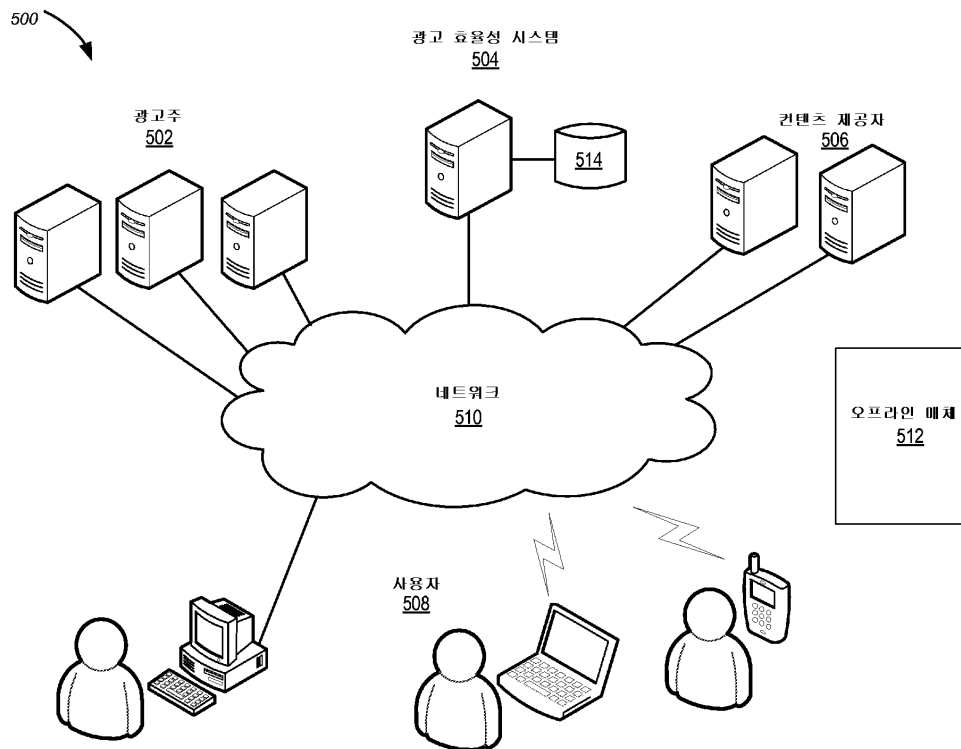 500
광고 효율성 시스템
504
광고주
502
컨텐츠 제공자
506
514
네트워크
510
오프라인 매체
512
사용자
508